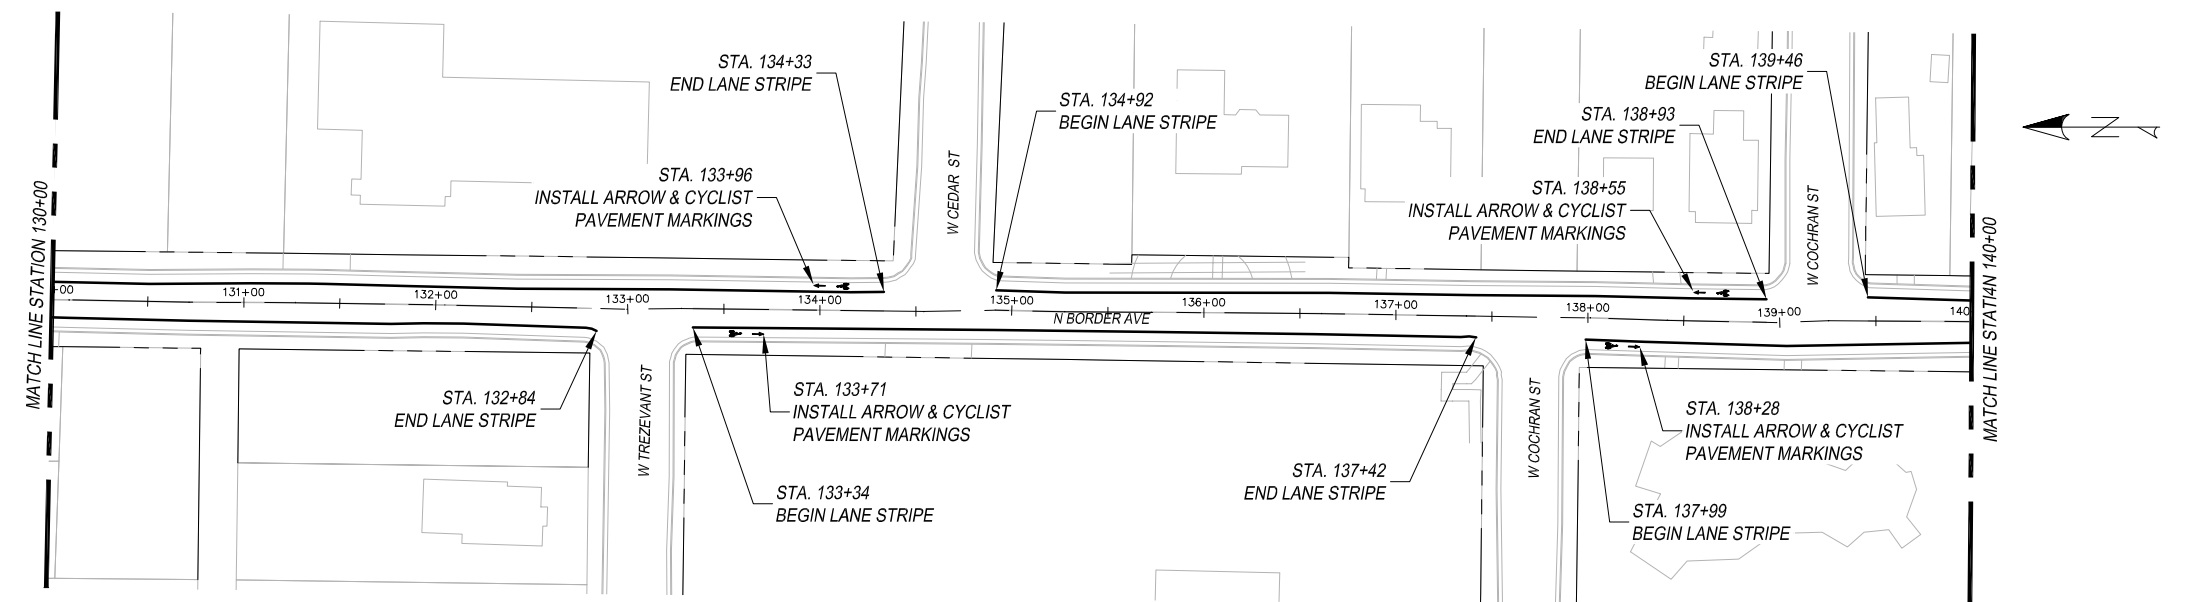 STA. 134+33
END LANE STRIPE
STA. 134+92
BEGIN LANE STRIPE
STA. 139+46
BEGIN LANE STRIPE
STA. 138+93
END LANE STRIPE
STA. 133+96
INSTALL ARROW & CYCLIST
PAVEMENT MARKINGS
W CEDAR ST
STA. 138+55
INSTALL ARROW & CYCLIST
PAVEMENT MARKINGS
W COCHRAN ST
N
MATCH LINE STATION 130+00
MATCH LINE STATI4N 140+00
00
131+00
132+00
133+00
134+00
135+00
136+00
137+00
138+00
139+00
140
N BORDER AVE
STA. 132+84
END LANE STRIPE
W TREZEVANT ST
STA. 133+71
INSTALL ARROW & CYCLIST
PAVEMENT MARKINGS
STA. 133+34
BEGIN LANE STRIPE
STA. 137+42
END LANE STRIPE
W COCHRAN ST
STA. 138+28
INSTALL ARROW & CYCLIST
PAVEMENT MARKINGS
STA. 137+99
BEGIN LANE STRIPE